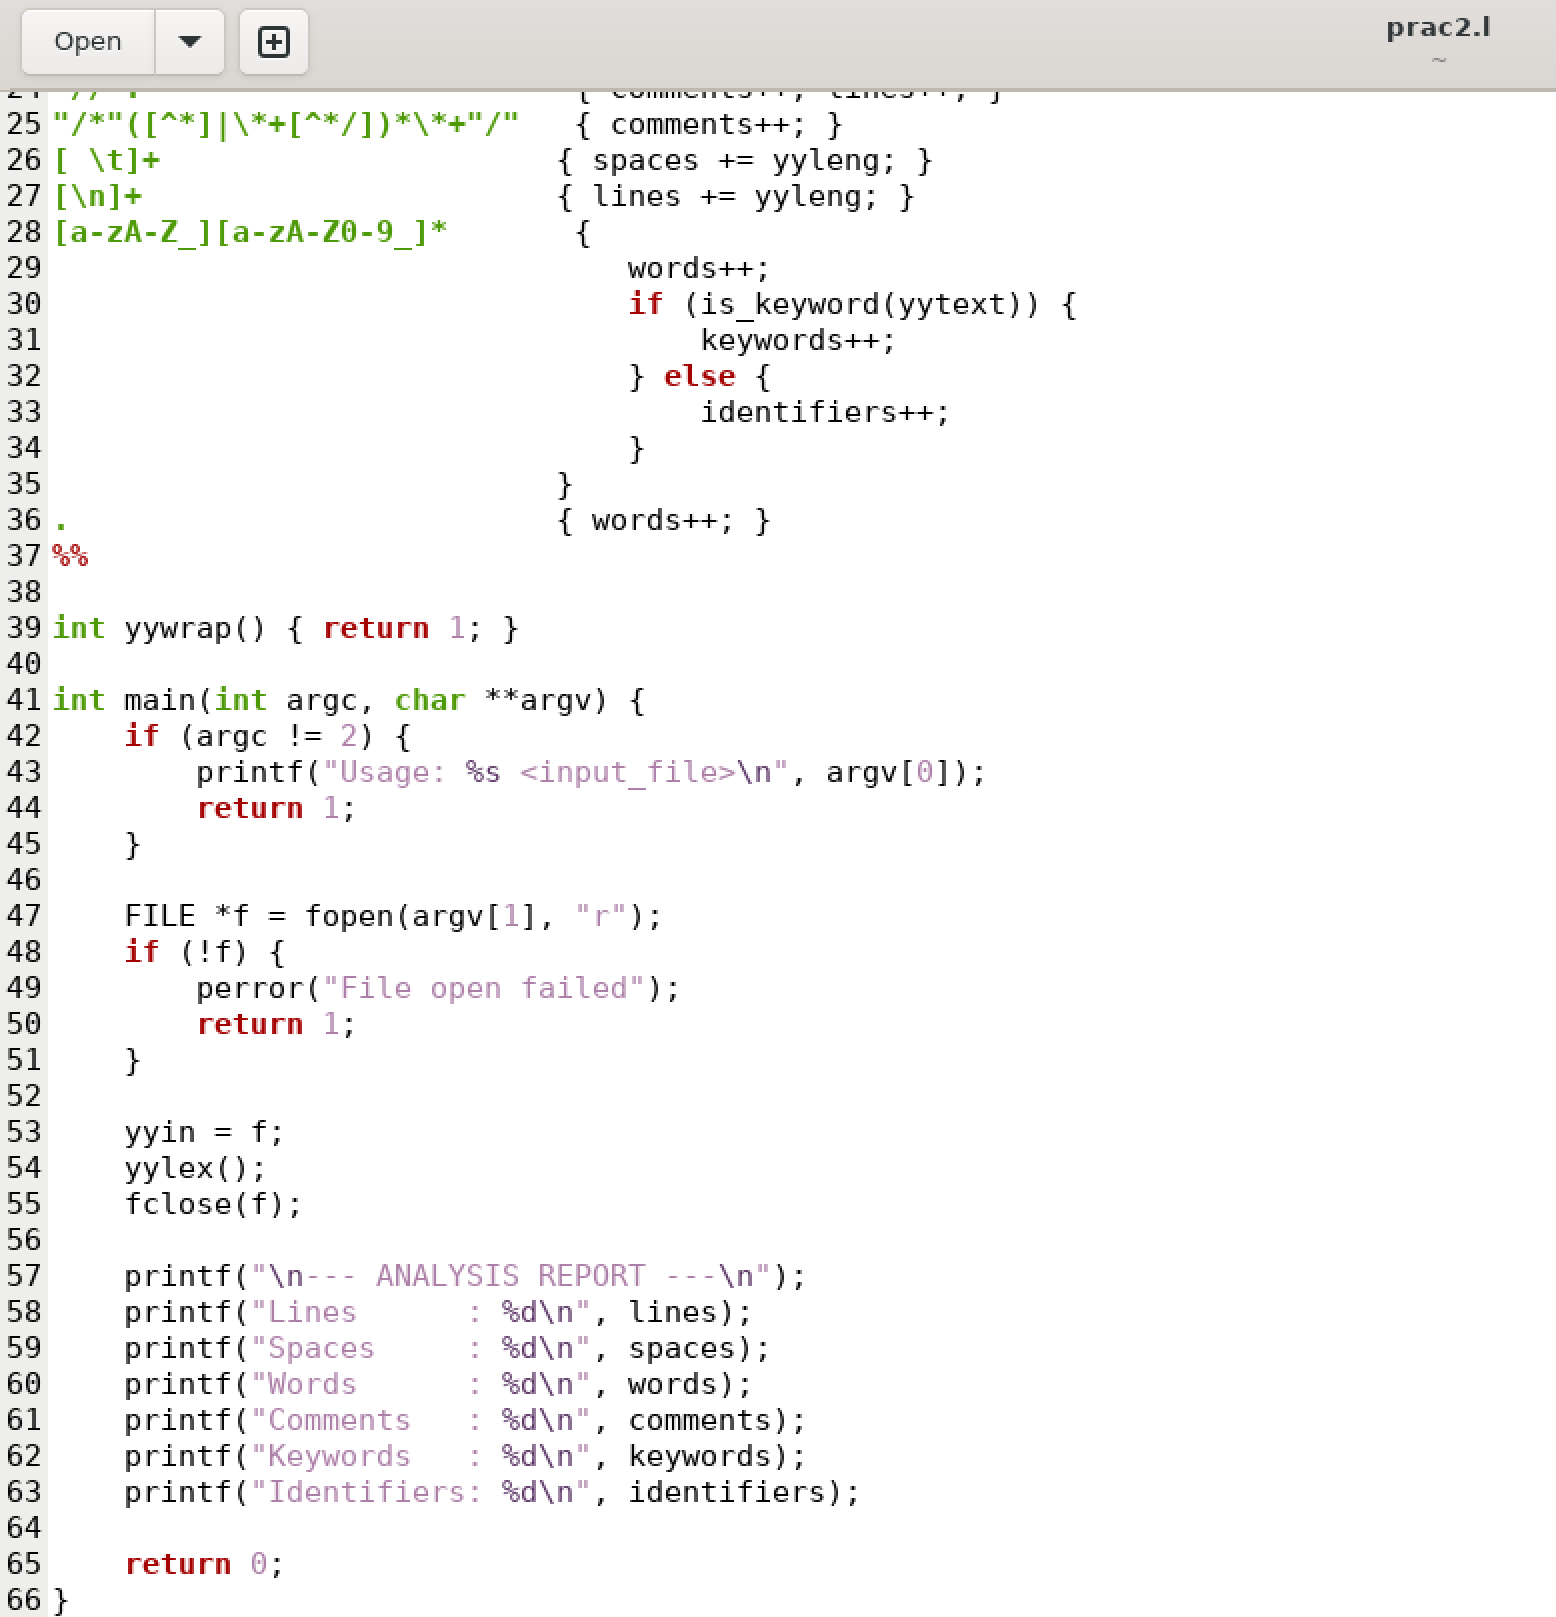 Open
prac2.l
~
{ comments++; lines++; }
25 "/*"([^*]|\*+[^*/])*\*+"/" { comments++; }
26 [ \t]+ { spaces += yyleng; }
27 [\n]+ { lines += yyleng; }
28 [a-zA-Z_][a-zA-Z0-9_]* {
29 words++;
30 if (is_keyword(yytext)) {
31 keywords++;
32 } else {
33 identifiers++;
34 }
35 }
36 . { words++; }
37 %%
38
39 int yywrap() { return 1; }
40
41 int main(int argc, char **argv) {
42 if (argc != 2) {
43 printf("Usage: %s <input_file>\n", argv[0]);
44 return 1;
45 }
46
47 FILE *f = fopen(argv[1], "r");
48 if (!f) {
49 perror("File open failed");
50 return 1;
51 }
52
53 yyin = f;
54 yylex();
55 fclose(f);
56
57 printf("\n--- ANALYSIS REPORT ---\n");
58 printf("Lines      : %d\n", lines);
59 printf("Spaces     : %d\n", spaces);
60 printf("Words      : %d\n", words);
61 printf("Comments   : %d\n", comments);
62 printf("Keywords   : %d\n", keywords);
63 printf("Identifiers: %d\n", identifiers);
64
65 return 0;
66 }